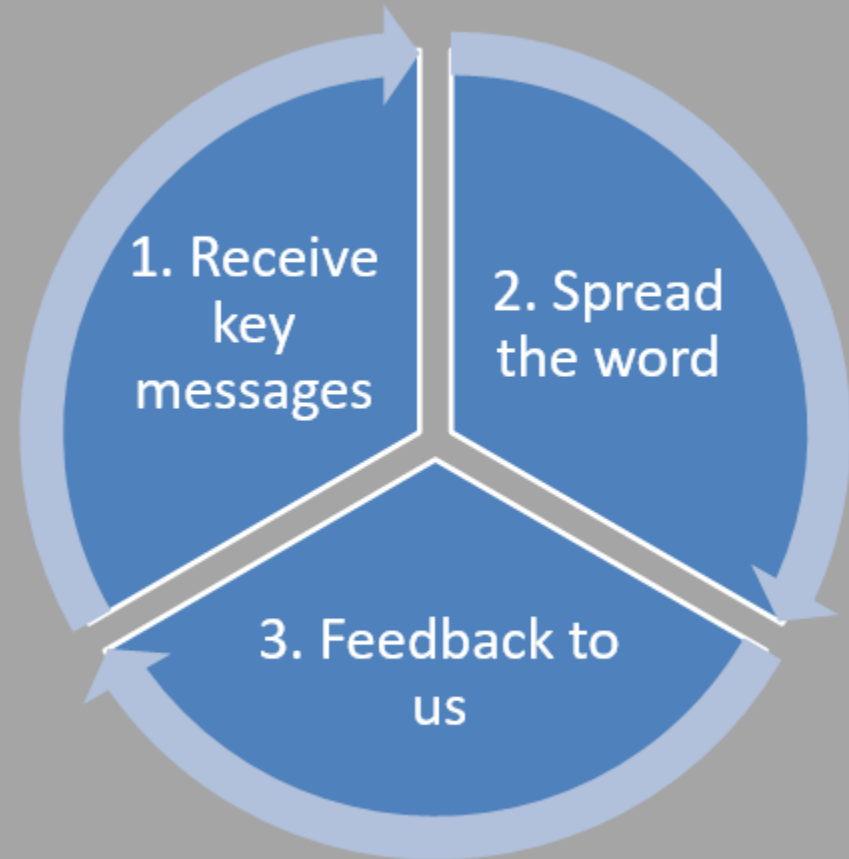 1. Receive
key
messages
2. Spread
the word
3. Feedback to
us